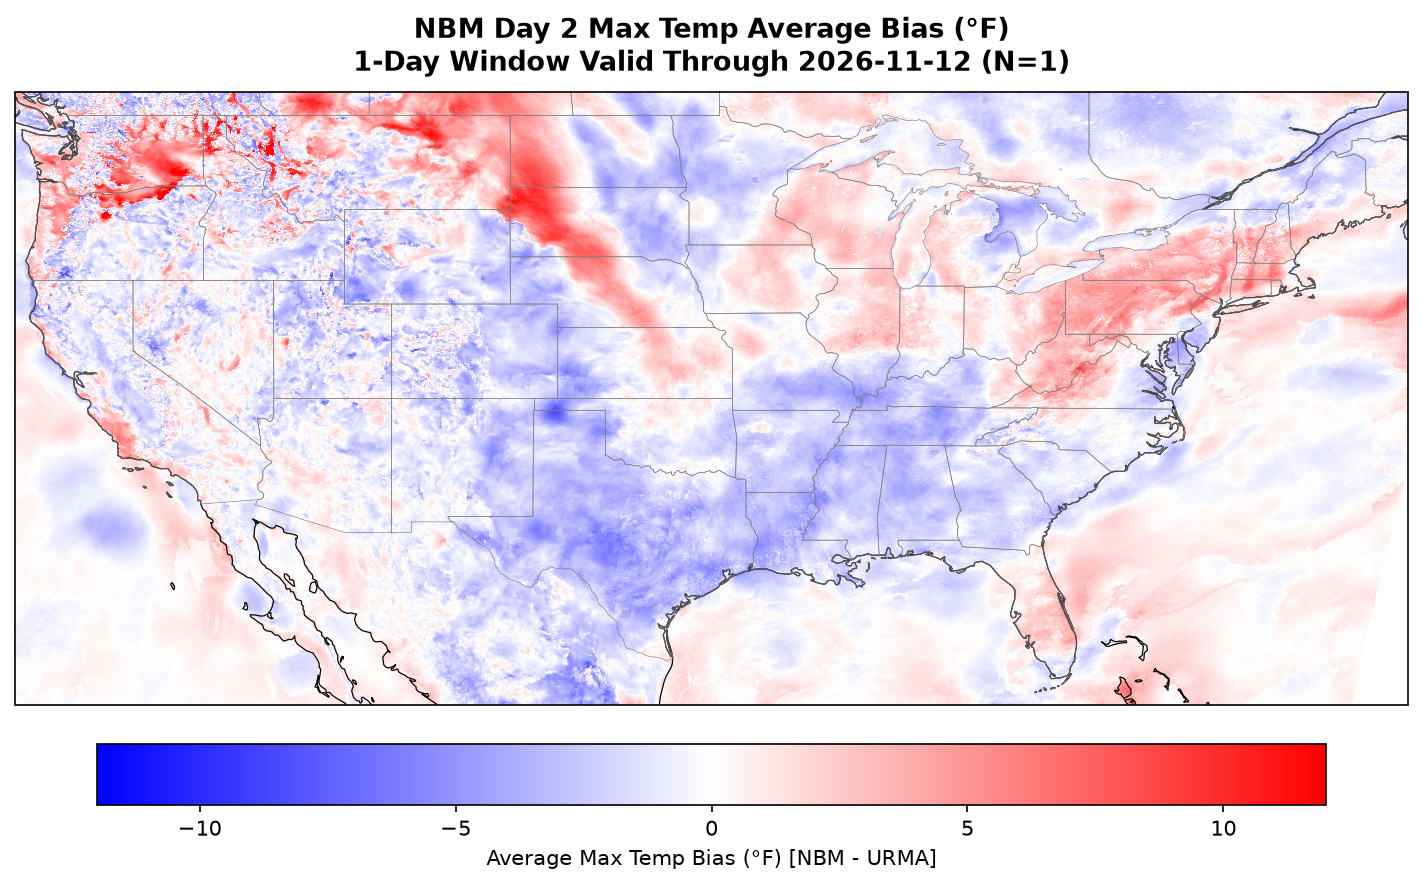 NBM Day 2 Max Temp Average Bias (°F)
1-Day Window Valid Through 2026-11-12 (N=1)
−10
−5
0
5
10
Average Max Temp Bias (°F) [NBM - URMA]